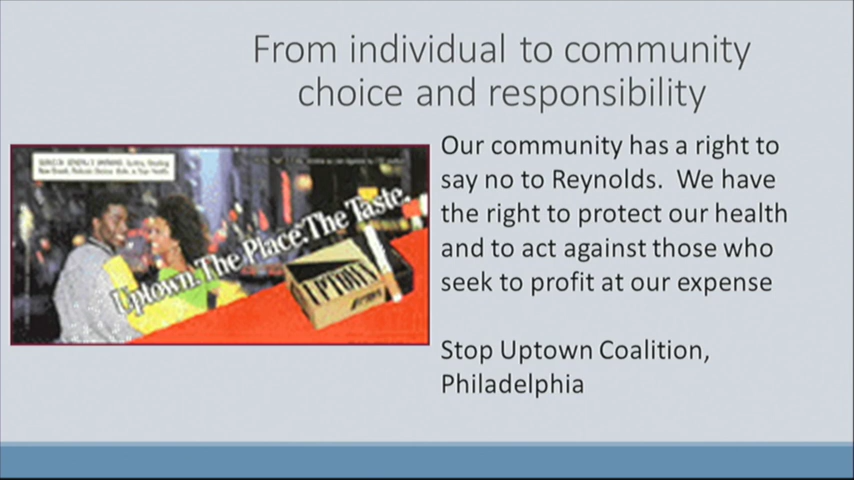 From individual to community
choice and responsibility
Uptown. The Place. The Taste.
UPTOWN
Our community has a right to
say no to Reynolds. We have
the right to protect our health
and to act against those who
seek to profit at our expense
Stop Uptown Coalition,
Philadelphia